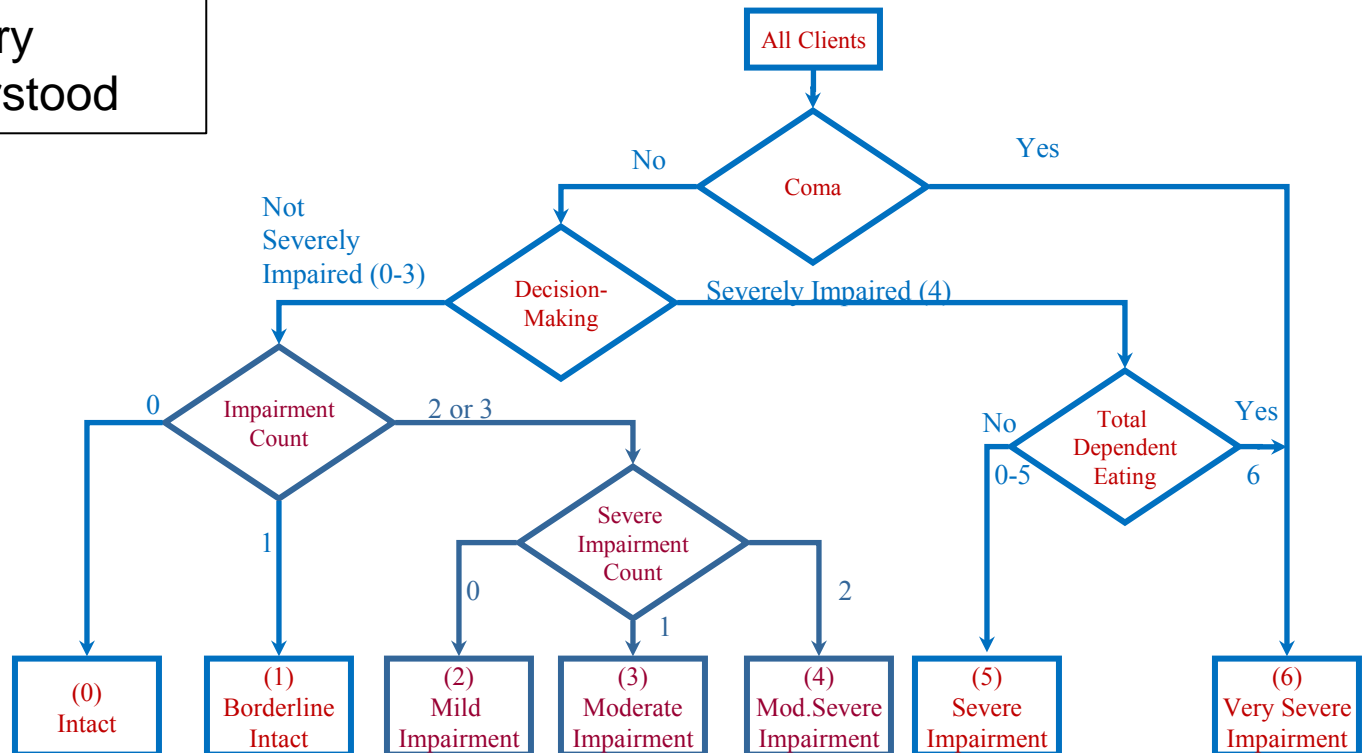 ry
rstood
All Clients
No
Yes
Coma
Not
Severely
Impaired (0-3)
Decision-
Making
Severely Impaired (4)
0
Impairment
Count
2 or 3
No
0-5
Total
Dependent
Eating
Yes
6
1
Severe
Impairment
Count
0
1
2
(0)
Intact
(1)
Borderline
Intact
(2)
Mild
Impairment
(3)
Moderate
Impairment
(4)
Mod.Severe
Impairment
(5)
Severe
Impairment
(6)
Very Severe
Impairment